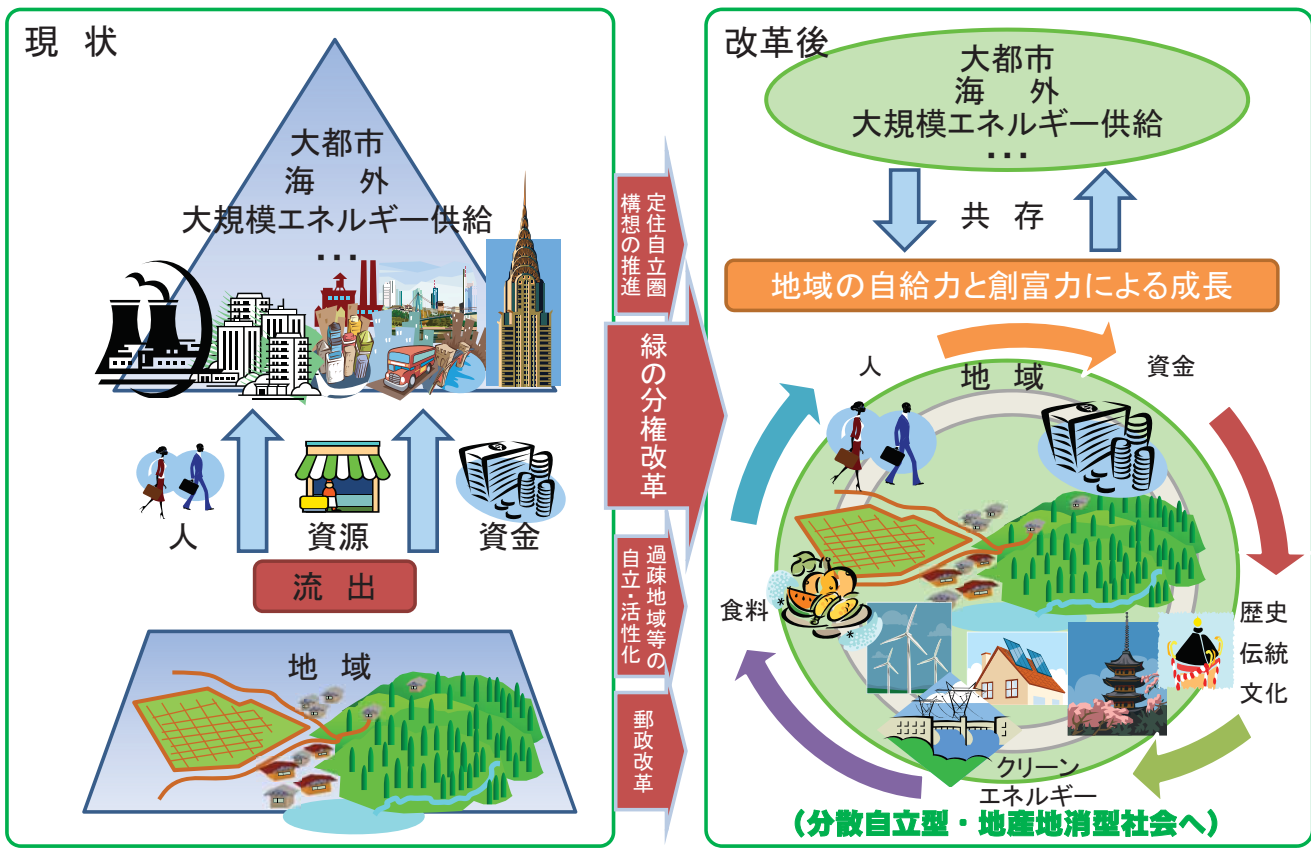 現 状
大都市
海 外
大規模エネルギー供給
・・・
人
資源
資金
流 出
地 域
定住自立圏
構想の推進
緑の分権改革
過疎地域等の
自立・活性化
郵政改革
改革後
大都市
海 外
大規模エネルギー供給
・・・
共 存
地域の自給力と創富力による成長
人
地 域
資金
食料
歴史
伝統
文化
クリーン
エネルギー
(分散自立型・地産地消型社会へ)